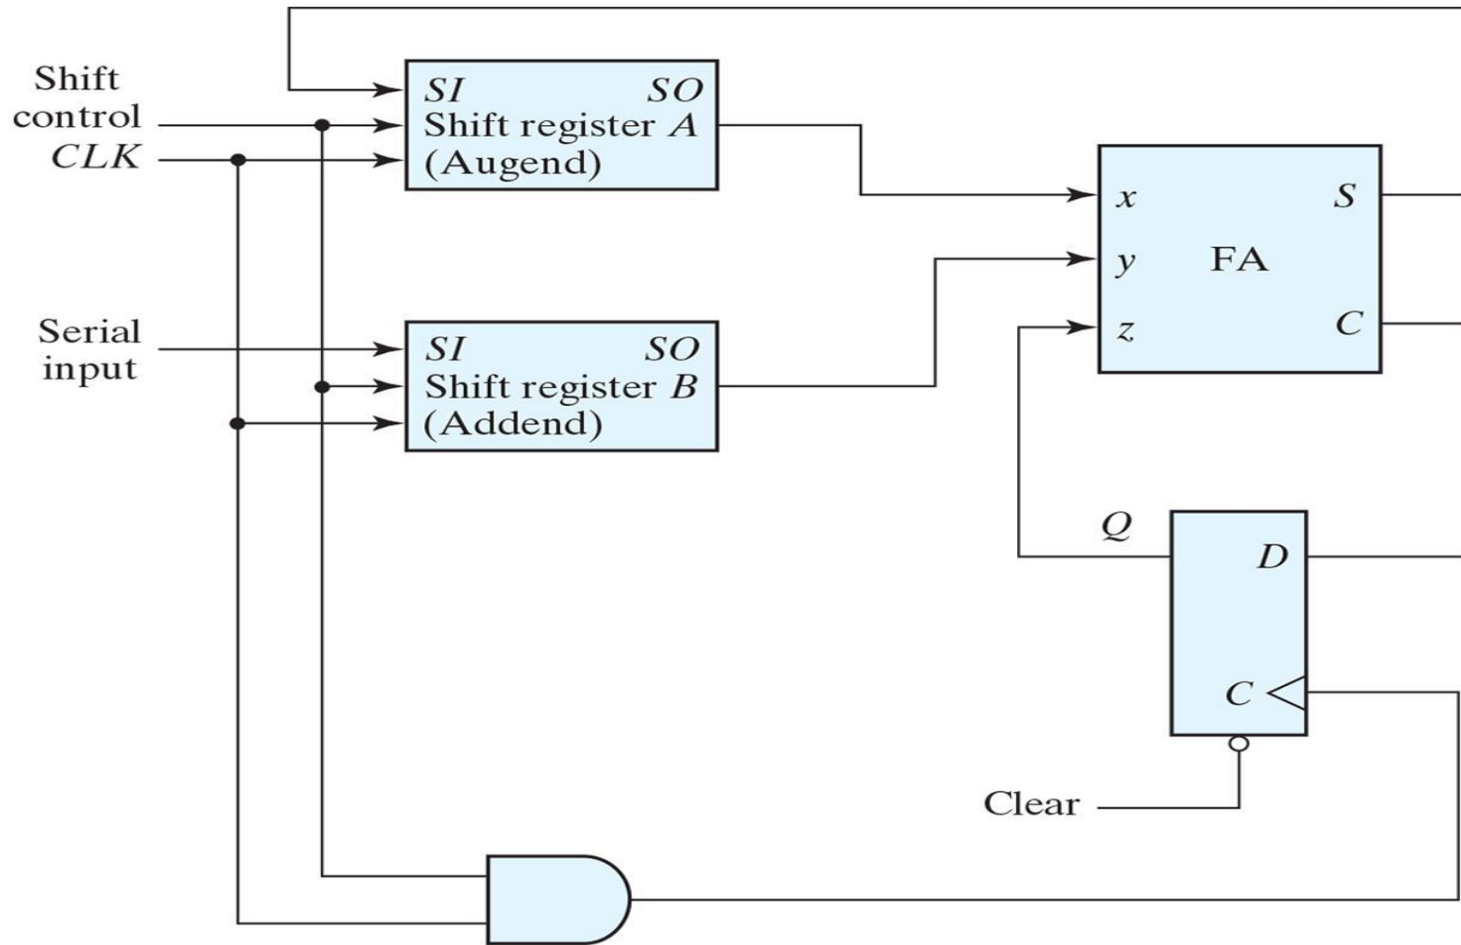 Shift
control
CLK
SI SO
Shift register A
(Augend)
x S
y FA
z C
Serial
input
SI SO
Shift register B
(Addend)
Q
D
C
Clear